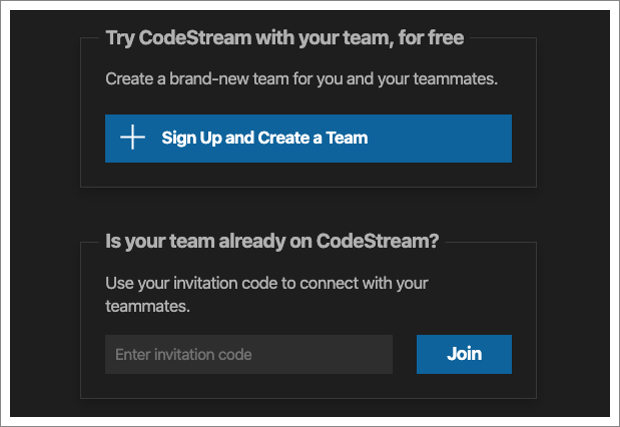 Try CodeStream with your team, for free
Create a brand-new team for you and your teammates.
Sign Up and Create a Team
Is your team already on CodeStream?
Use your invitation code to connect with your
teammates.
Enter invitation code
Join